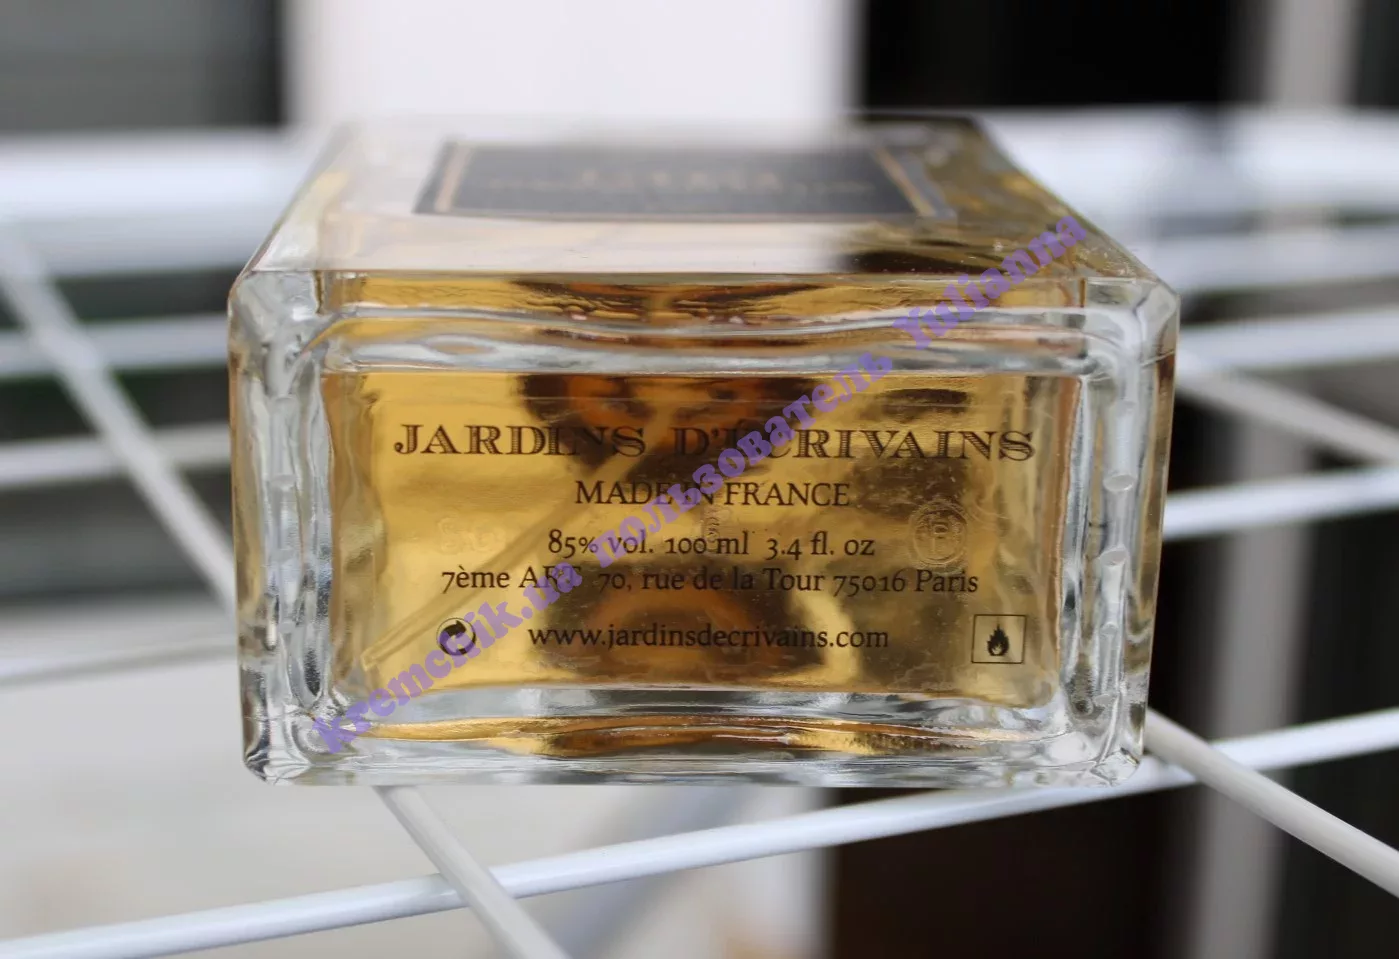 JARDINS D'ECRIVAINS
MADE IN FRANCE
85% vol. 100 ml 3.4 fl. oz
7ème ART 70, rue de la Tour 75016 Paris
www.jardinsdecrivains.com
kremchik.ua пользователь Yulianna